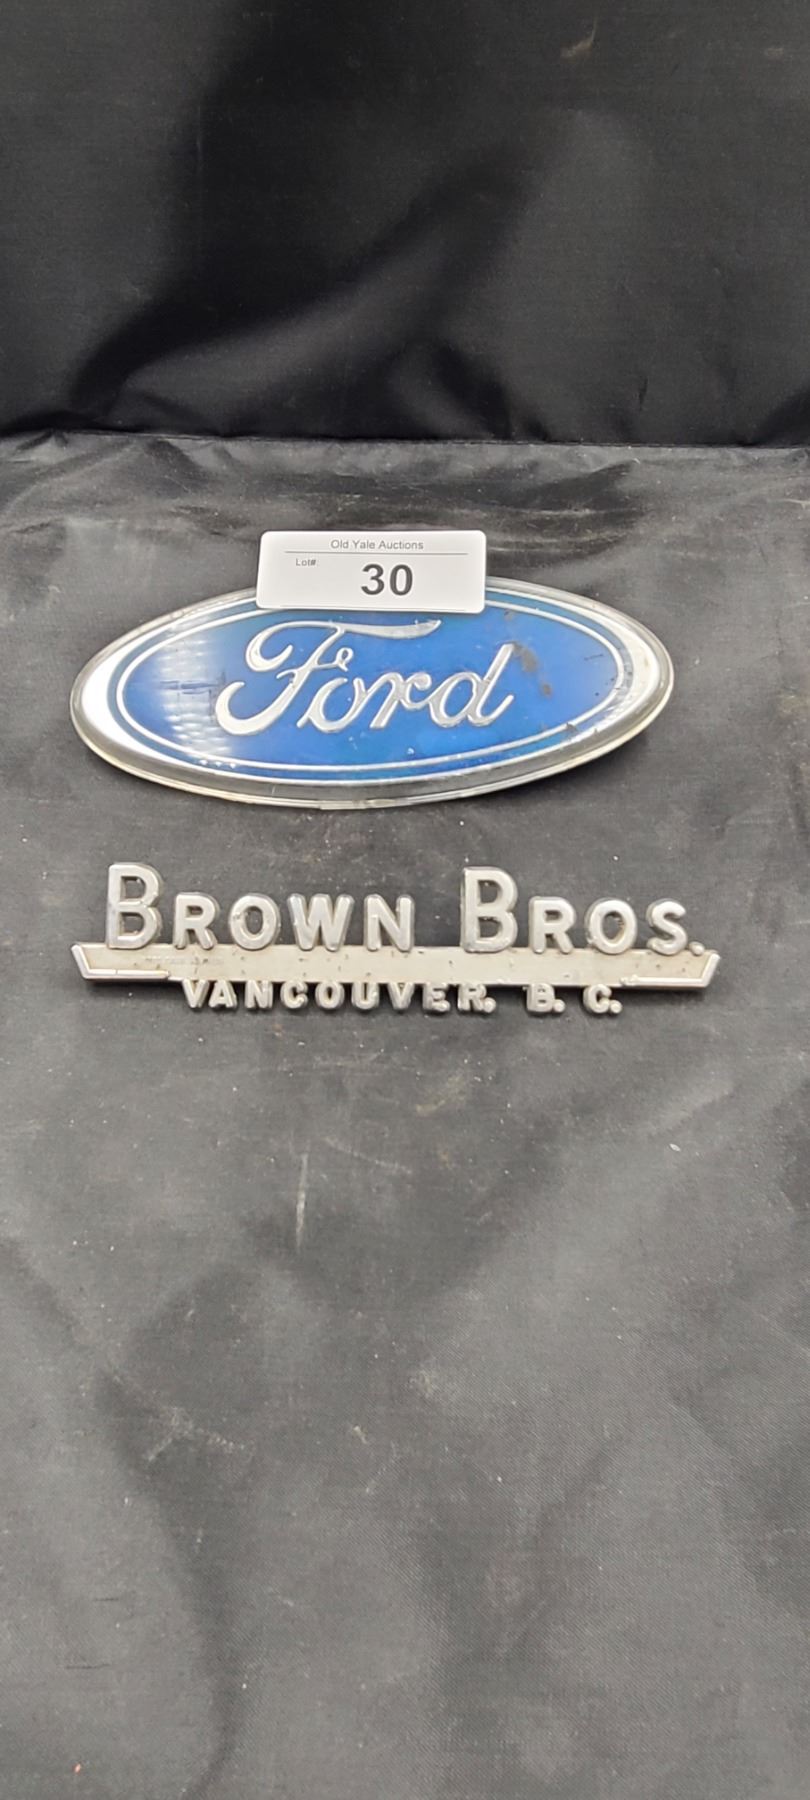 Old Yale Auctions
Lot#
30
Ford
BROWN BROS.
VANCOUVER, B. C.